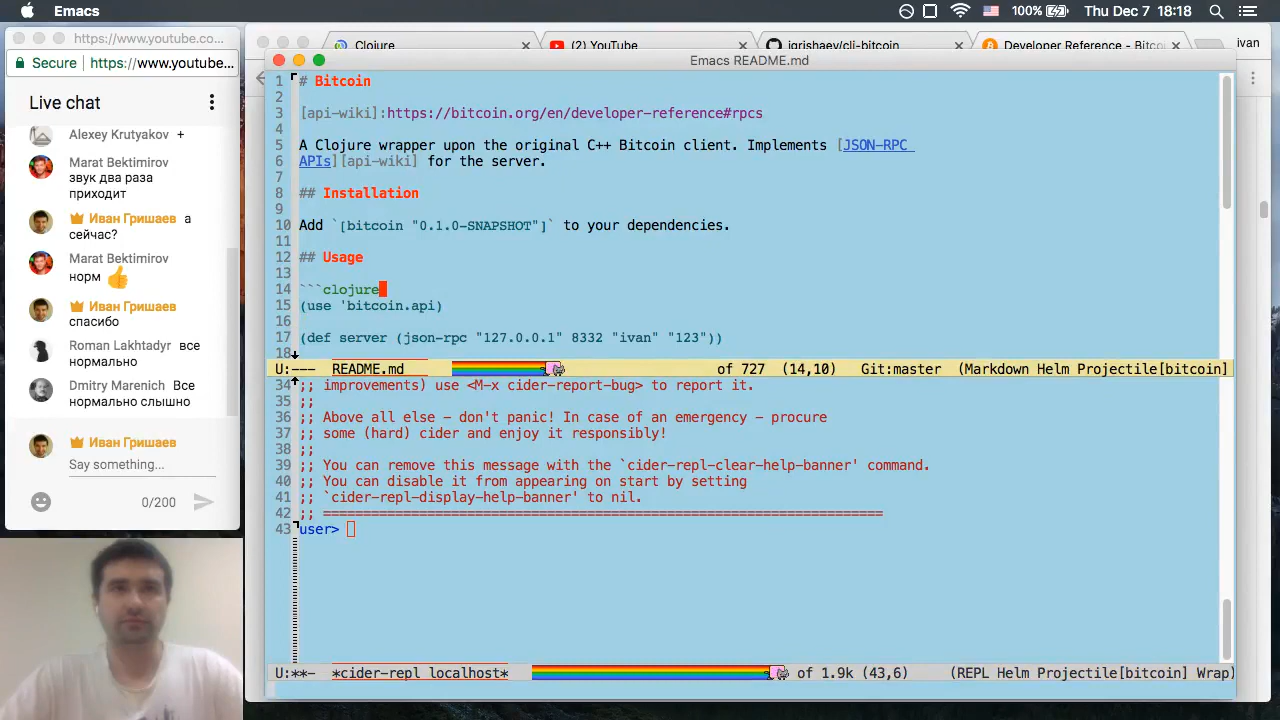 Emacs
100%
Thu Dec 7 18:18
https://www.youtube.co...
Secure
https://www.youtube...
Live chat
Alexey Krutyakov +
Marat Bektimirov
звук два раза
приходит
Иван Гришаев а
сейчас?
Marat Bektimirov
норм
Иван Гришаев
спасибо
Roman Lakhtadyr все
нормально
Dmitry Marenich Все
нормально слышно
Иван Гришаев
Say something...
0/200
Clojure
(2) YouTube
igrishaev/cli-bitcoin
Developer Reference - Bitco
ivan
Emacs README.md
1 # Bitcoin
2
3 [api-wiki]:https://bitcoin.org/en/developer-reference#rpcs
4
5 A Clojure wrapper upon the original C++ Bitcoin client. Implements [JSON-RPC
6 APIs][api-wiki] for the server.
7
8 ## Installation
9
10 Add `[bitcoin "0.1.0-SNAPSHOT"]` to your dependencies.
11
12 ## Usage
13
14 ```clojure
15 (use 'bitcoin.api)
16
17 (def server (json-rpc "127.0.0.1" 8332 "ivan" "123"))
18
U:--- README.md of 727 (14,10) Git:master (Markdown Helm Projectile[bitcoin]
34 ;; improvements) use <M-x cider-report-bug> to report it.
35 ;;
36 ;; Above all else - don't panic! In case of an emergency - procure
37 ;; some (hard) cider and enjoy it responsibly!
38 ;;
39 ;; You can remove this message with the `cider-repl-clear-help-banner' command.
40 ;; You can disable it from appearing on start by setting
41 ;; `cider-repl-display-help-banner' to nil.
42 ;; ======================================================================
43 user>
U:**- *cider-repl localhost* of 1.9k (43,6) (REPL Helm Projectile[bitcoin] Wrap)